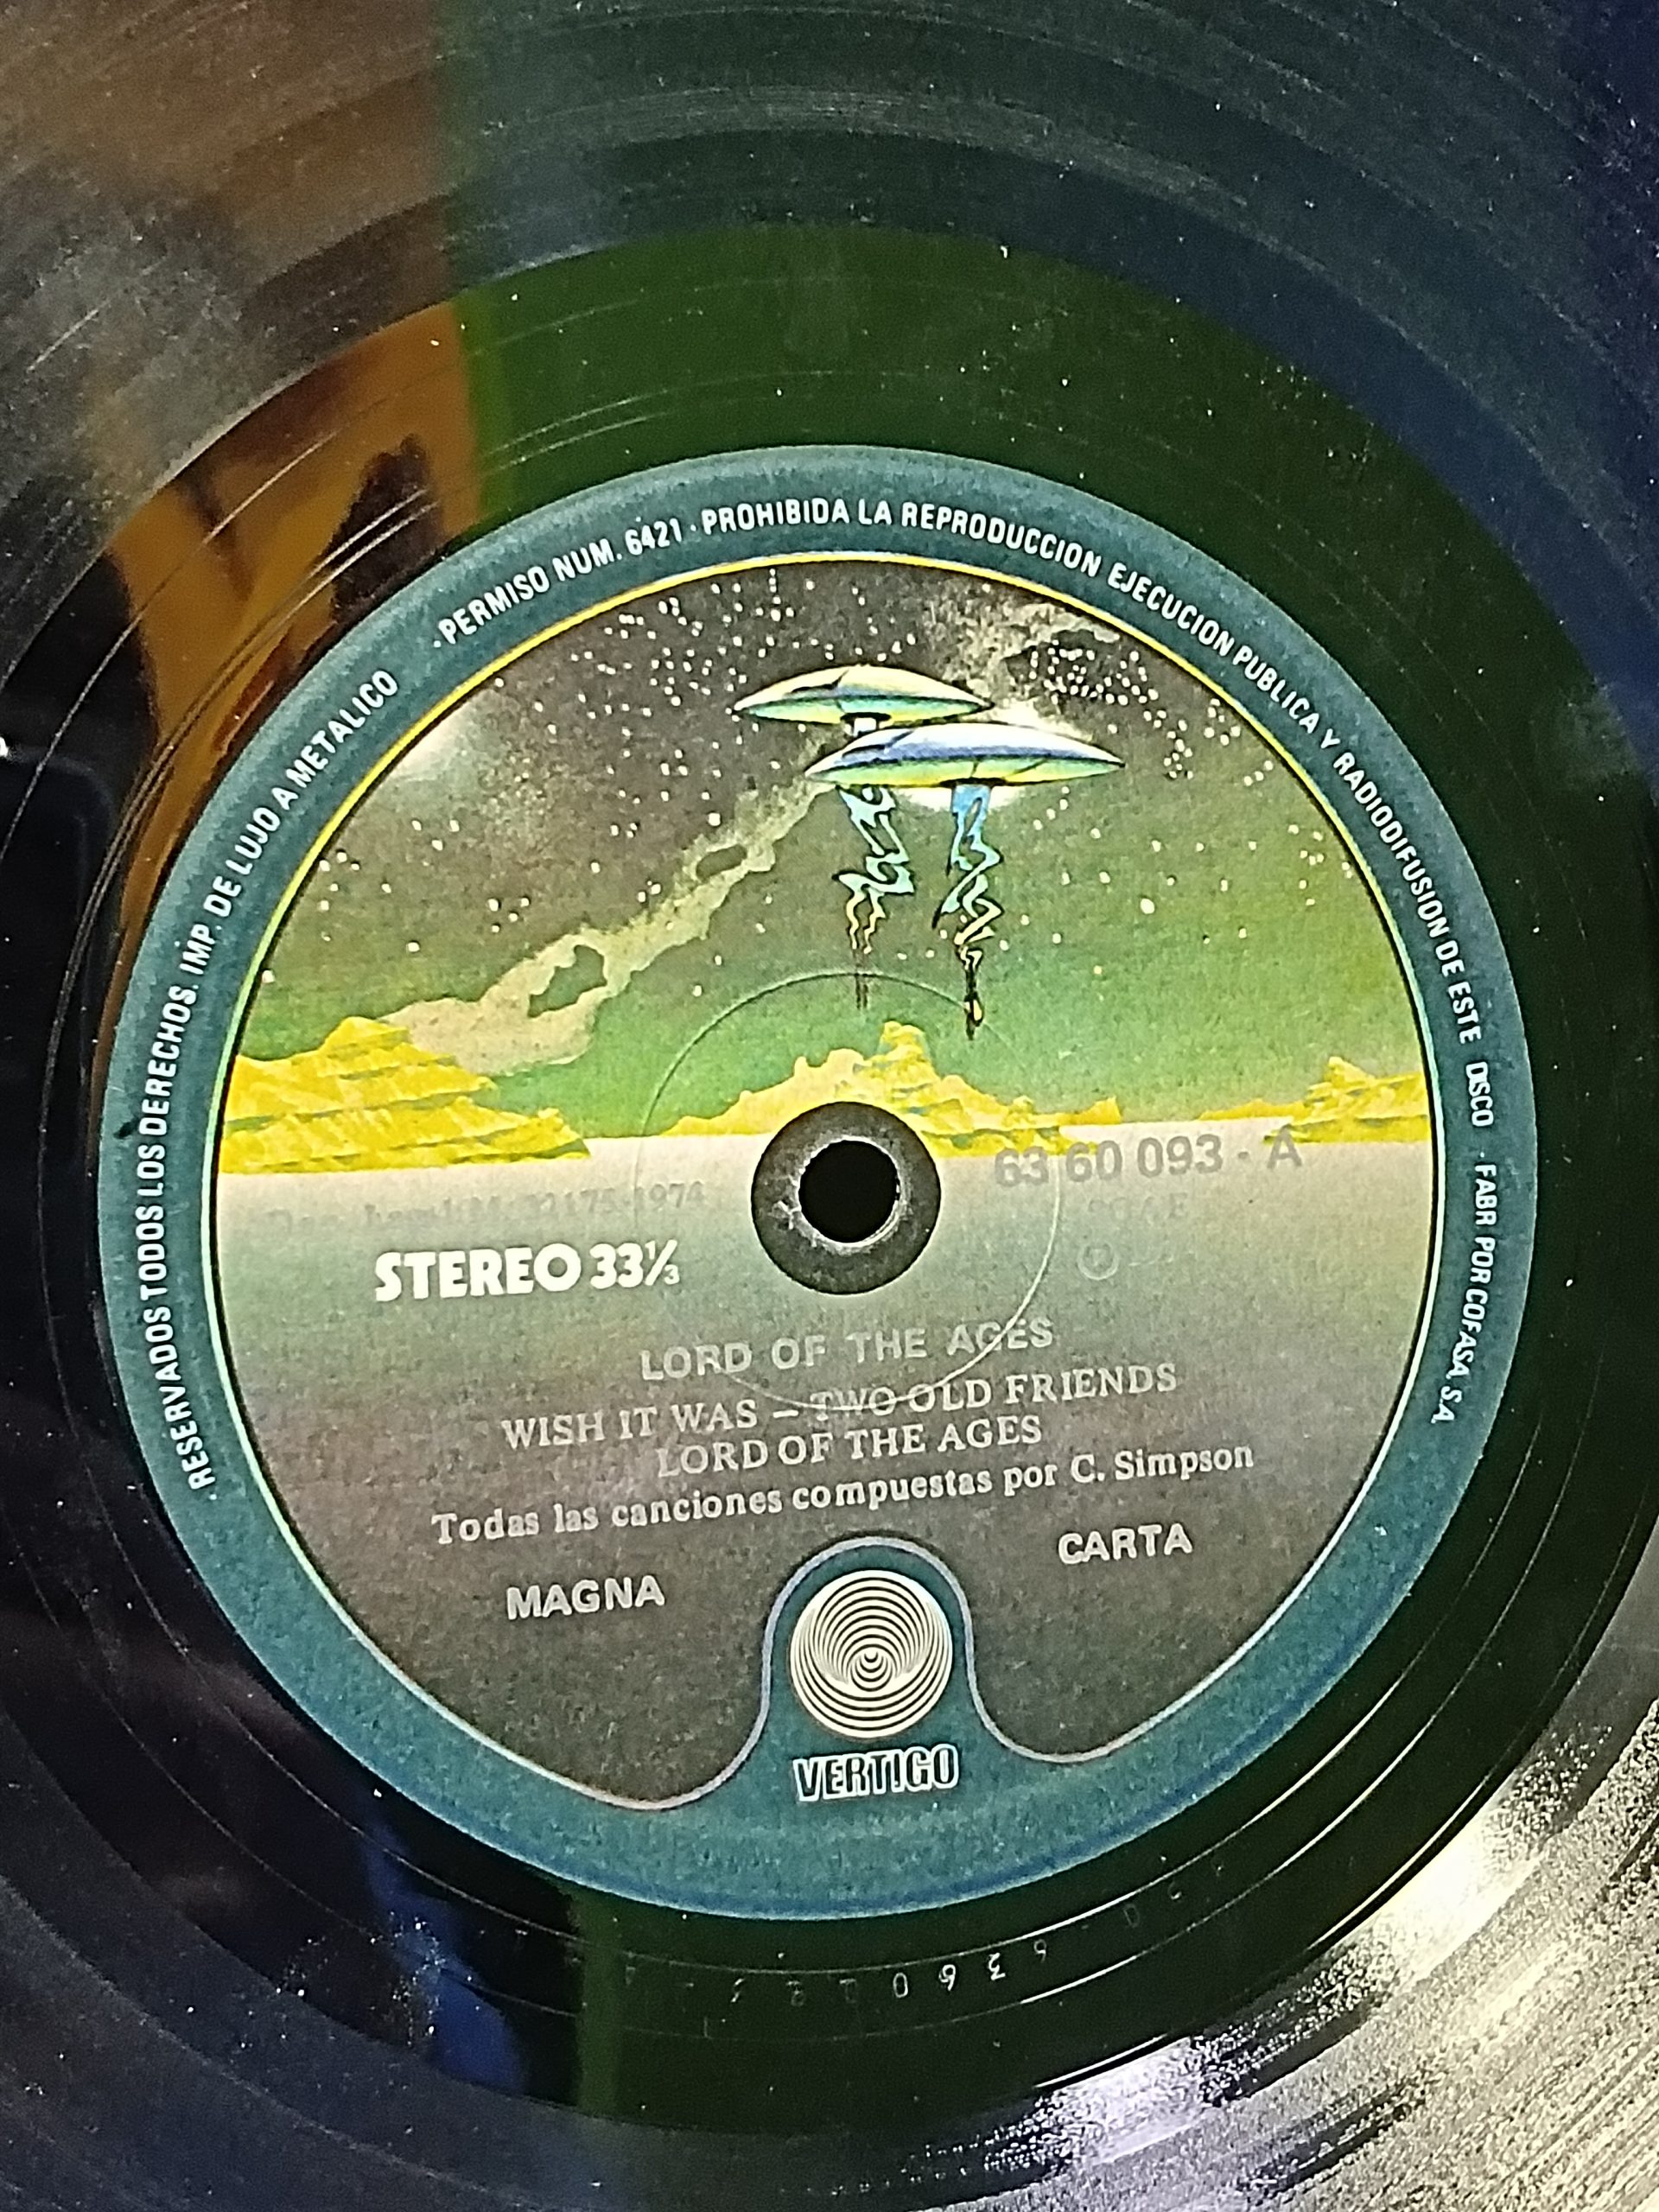 · RESERVADOS TODOS LOS DERECHOS. IMP. DE LUJO A METALICO · PERMISO NUM. 6421 · PROHIBIDA LA REPRODUCCION EJECUCION PUBLICA Y RADIODIFUSION DE ESTE DISCO · FABR POR COFASA, S.A
63 60 093 - A
1974
STEREO 33⅓
LORD OF THE AGES
WISH IT WAS – TWO OLD FRIENDS
LORD OF THE AGES
Todas las canciones compuestas por C. Simpson
MAGNA CARTA
VERTIGO